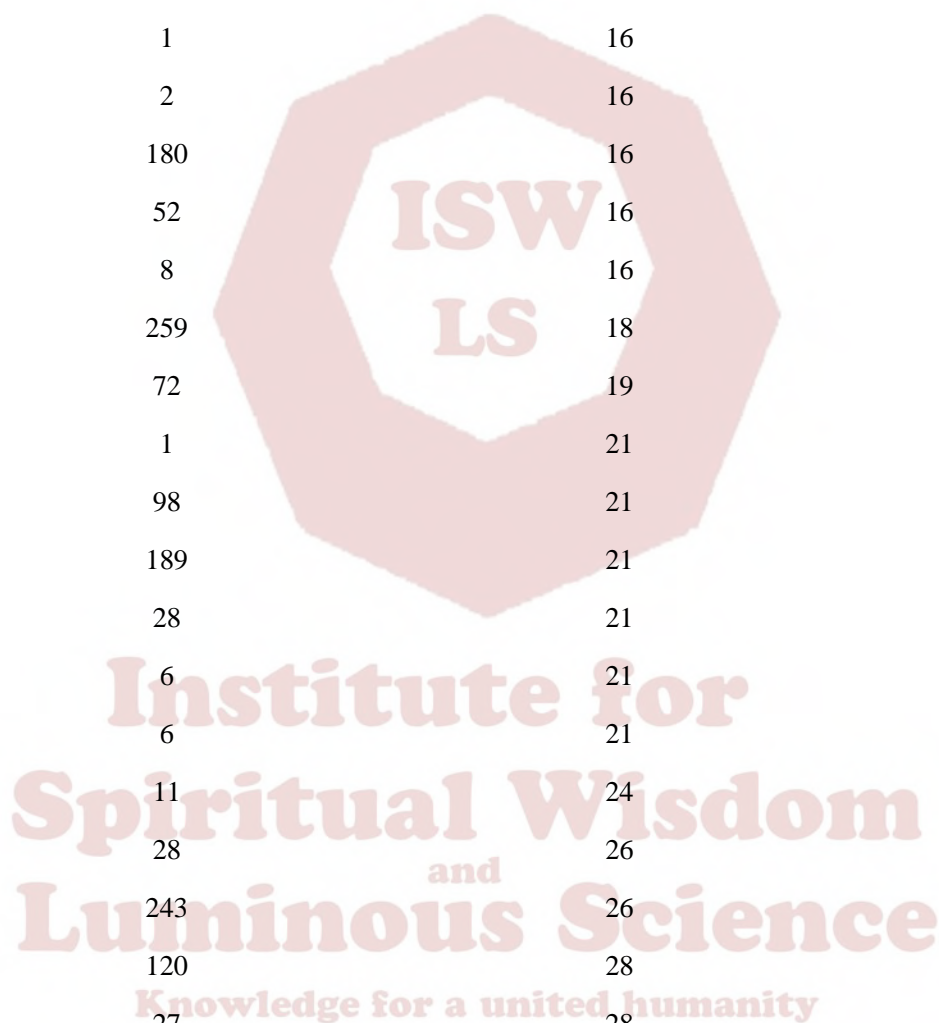 1 16
2 16
180 16
ISW
52 16
8 16
LS
259 18
72 19
1 21
98 21
189 21
28 21
Institute for
6 21
6 21
Spiritual Wisdom
11 24
28 26
and
Luminous Science
243 26
120 28
Knowledge for a united humanity
27 28